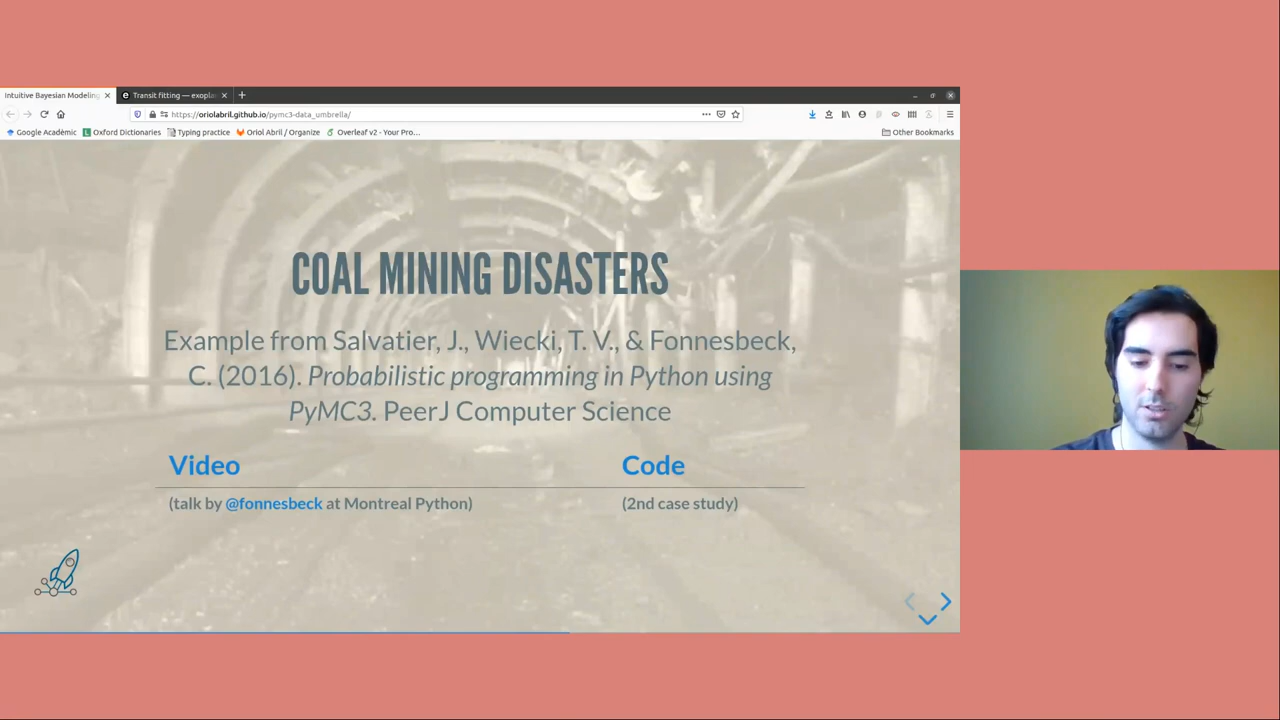 Intuitive Bayesian Modeling
Transit fitting — exopla
https://oriolabril.github.io/pymc3-data_umbrella/
Google Acadèmic
Oxford Dictionaries
Typing practice
Oriol Abril / Organize
Overleaf v2 - Your Pro...
Other Bookmarks
COAL MINING DISASTERS
Example from Salvatier, J., Wiecki, T. V., & Fonnesbeck,
C. (2016). Probabilistic programming in Python using
PyMC3. PeerJ Computer Science
Video
Code
(talk by @fonnesbeck at Montreal Python)
(2nd case study)